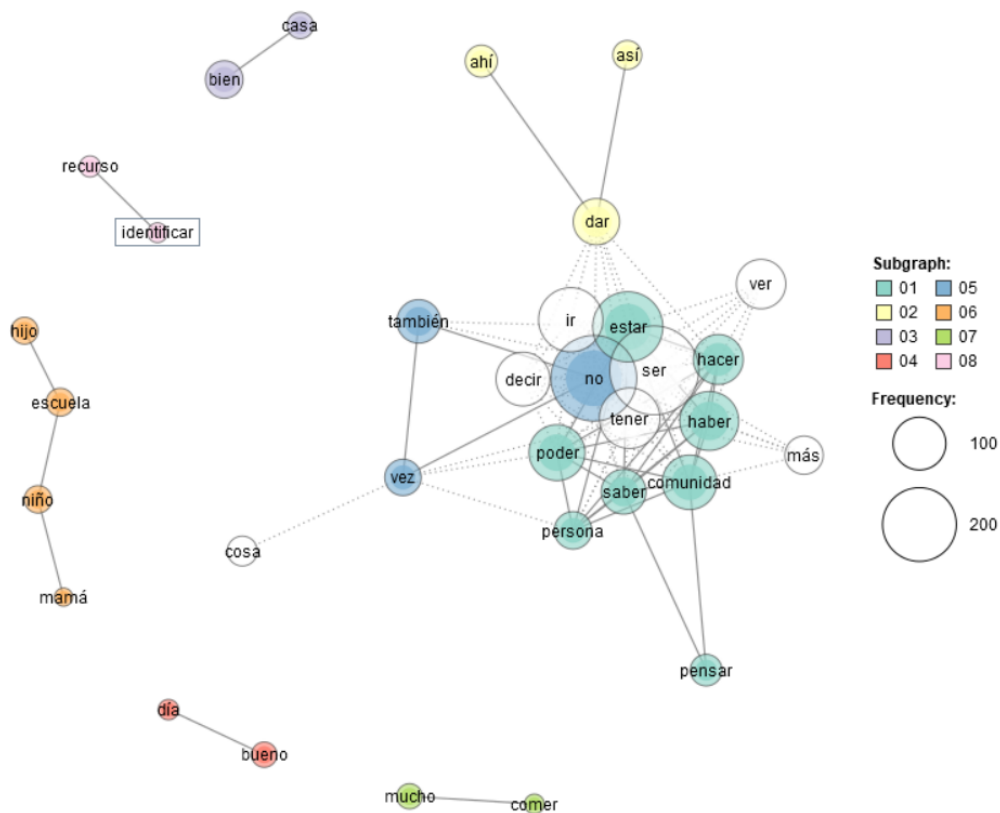 casa
bien
ahí
así
recurso
identificar
dar
ver
hijo
también
ir
estar
hacer
decir
no
ser
escuela
tener
haber
poder
más
vez
saber
comunidad
niño
persona
cosa
mamá
pensar
día
bueno
mucho
comer
Subgraph:
01 05
02 06
03 07
04 08
Frequency:
100
200